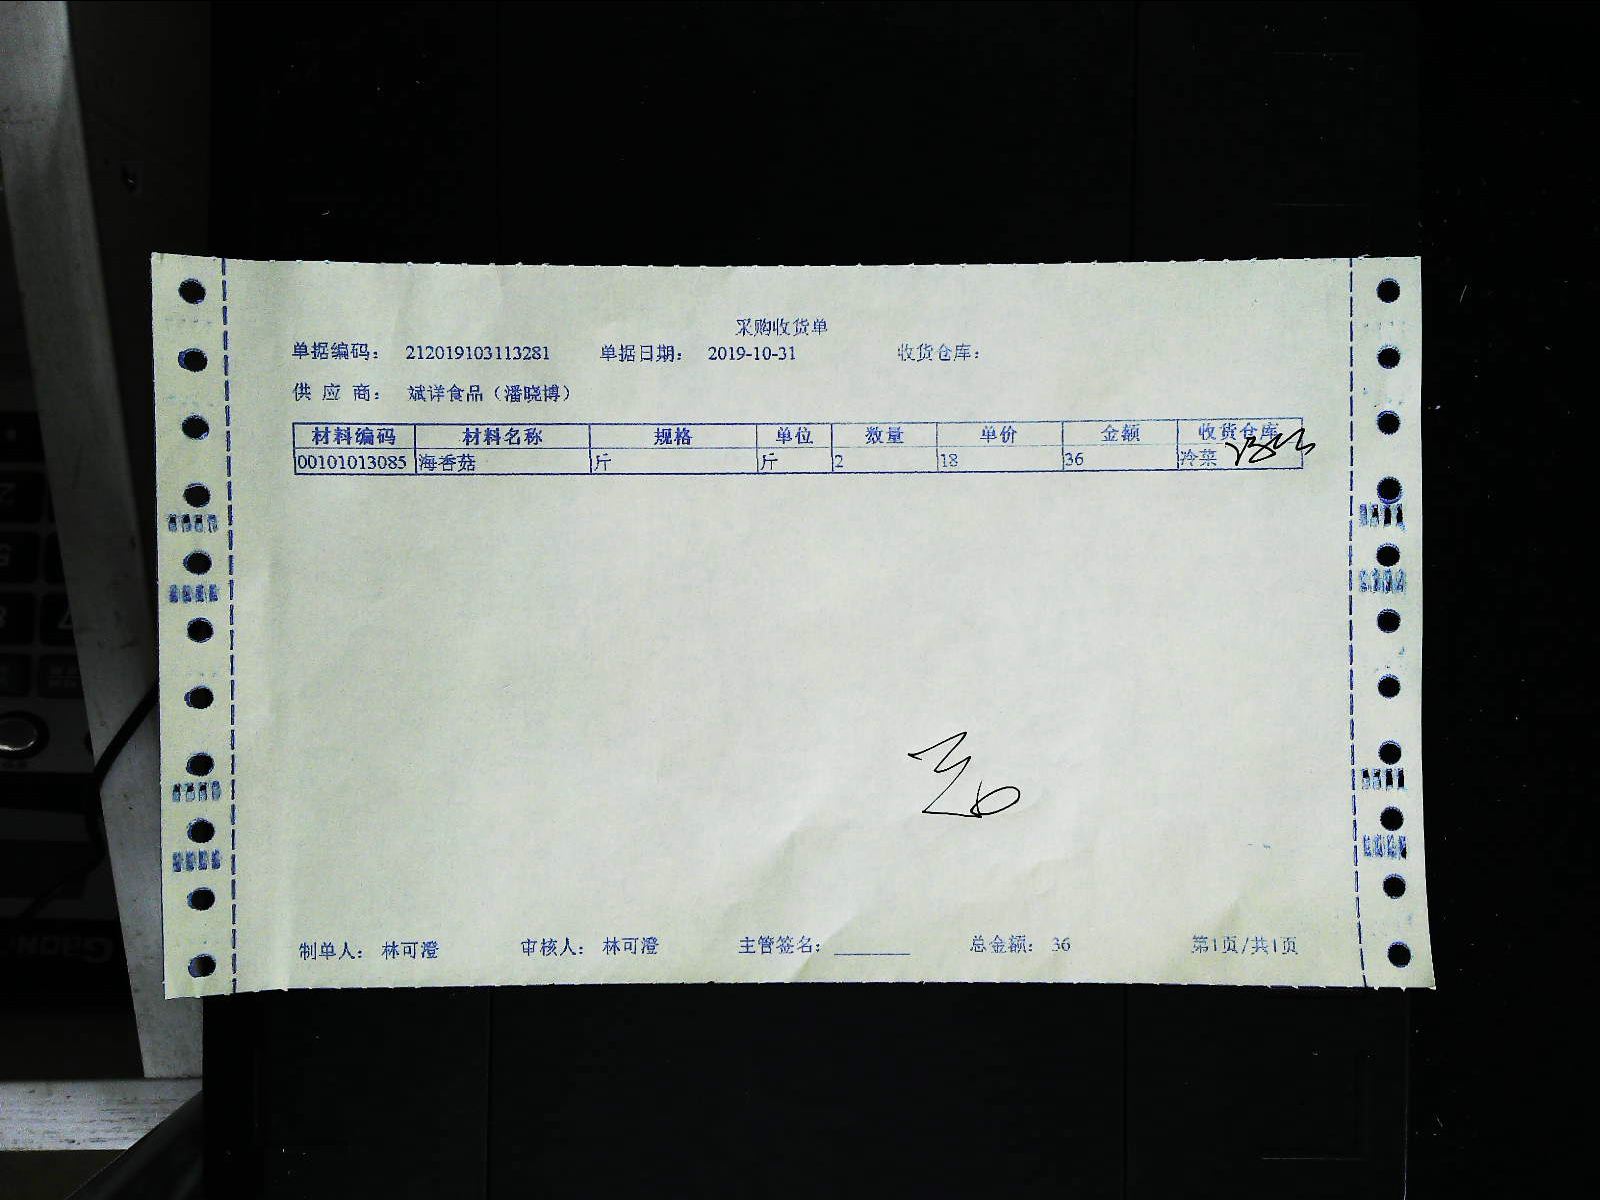 采购收货单
单据编码： 212019103113281 单据日期： 2019-10-31 收货仓库：
供 应 商： 斌详食品（潘晓博）
材料编码 材料名称 规格 单位 数量 单价 金额 收货仓库
00101013085 海香菇 斤 斤 2 18 36 冷菜
制单人： 林可澄 审核人： 林可澄 主管签名：________ 总金额： 36 第1页/共1页